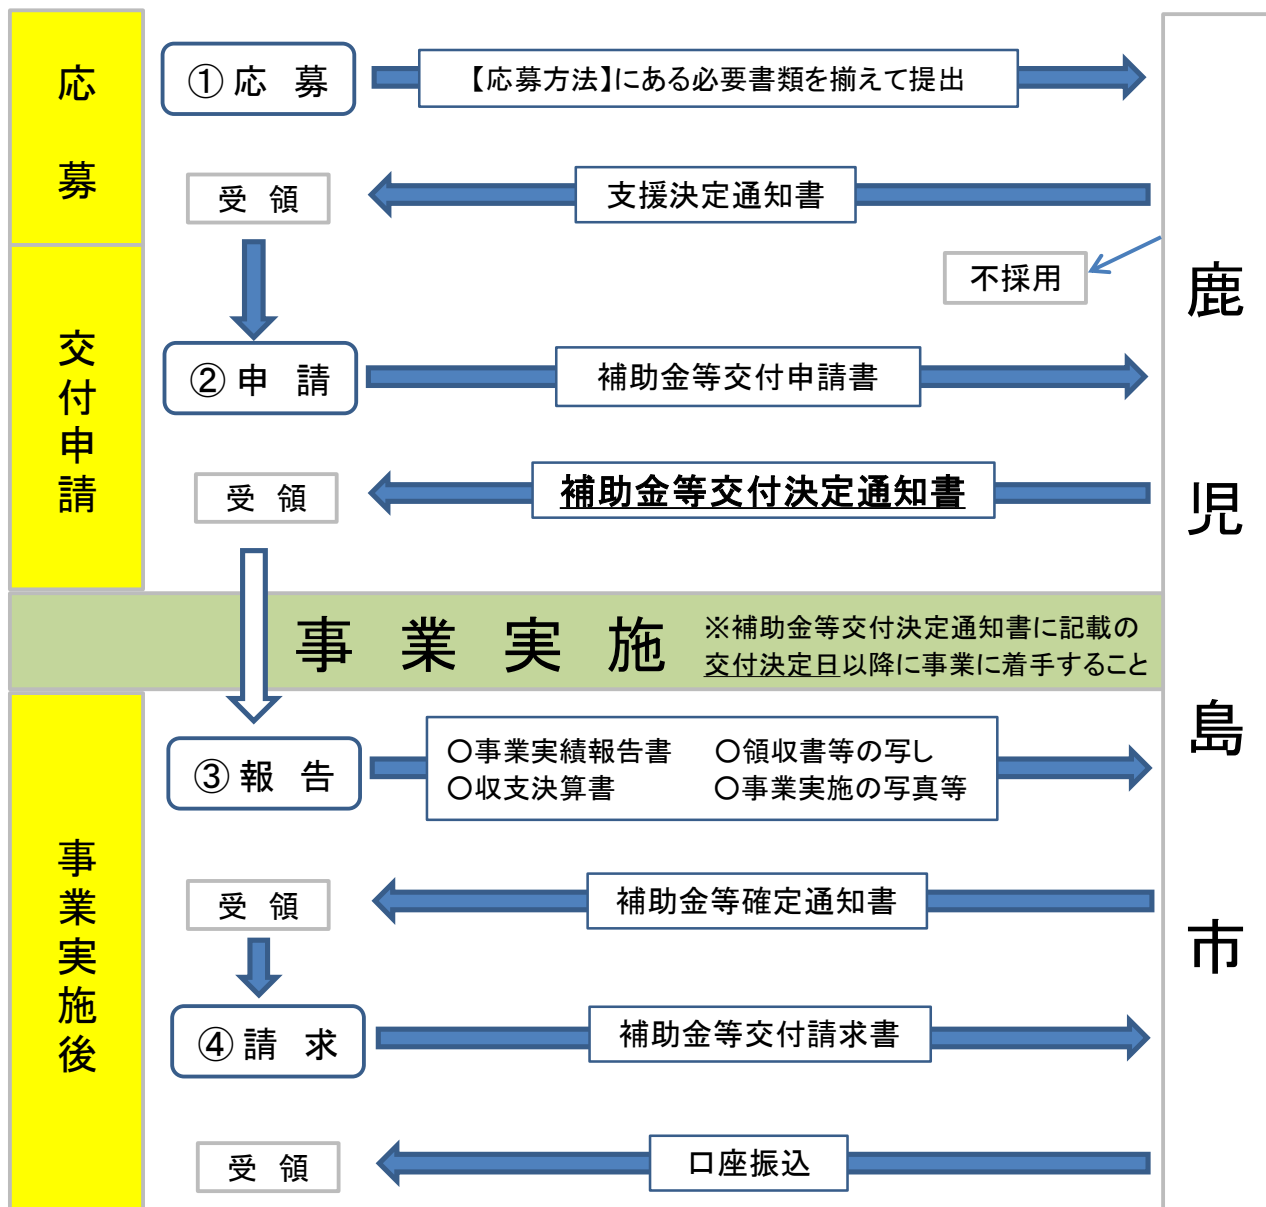 応募
①応 募
【応募方法】にある必要書類を揃えて提出
受 領
支援決定通知書
不採用
交付申請
②申 請
補助金等交付申請書
受 領
補助金等交付決定通知書
事 業 実 施
※補助金等交付決定通知書に記載の
交付決定日以降に事業に着手すること
事業実施後
③報 告
〇事業実績報告書 〇領収書等の写し
〇収支決算書 〇事業実施の写真等
受 領
補助金等確定通知書
④請 求
補助金等交付請求書
受 領
口座振込
鹿児島市